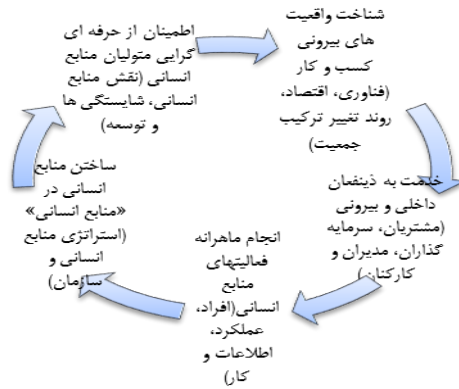 شناخت واقعیت
های بیرونی
کسب و کار
(فناوری، اقتصاد،
روند تغییر ترکیب
جمعیت)
خدمت به ذینفعان
داخلی و بیرونی
(مشتریان، سرمایه
گذاران، مدیران و
کارکنان)
انجام ماهرانه
فعالیتهای
منابع
انسانی(افراد،
عملکرد،
اطلاعات و
کار)
ساختن منابع
انسانی در
«منابع انسانی»
(استراتژی منابع
انسانی و
سازمان)
اطمینان از حرفه ای
گرایی متولیان منابع
انسانی (نقش منابع
انسانی، شایستگی ها
و توسعه)